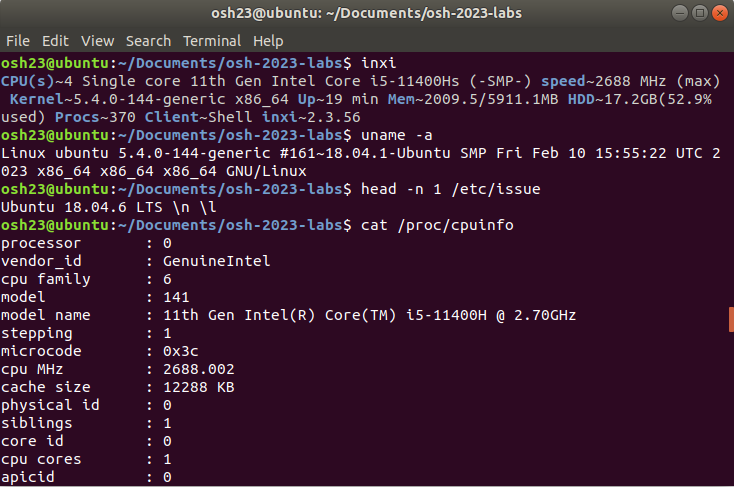 osh23@ubuntu: ~/Documents/osh-2023-labs
File Edit View Search Terminal Help
osh23@ubuntu:~/Documents/osh-2023-labs$ inxi
CPU(s)~4 Single core 11th Gen Intel Core i5-11400Hs (-SMP-) speed~2688 MHz (max)
 Kernel~5.4.0-144-generic x86_64 Up~19 min Mem~2009.5/5911.1MB HDD~17.2GB(52.9%
used) Procs~370 Client~Shell inxi~2.3.56
osh23@ubuntu:~/Documents/osh-2023-labs$ uname -a
Linux ubuntu 5.4.0-144-generic #161~18.04.1-Ubuntu SMP Fri Feb 10 15:55:22 UTC 2
023 x86_64 x86_64 x86_64 GNU/Linux
osh23@ubuntu:~/Documents/osh-2023-labs$ head -n 1 /etc/issue
Ubuntu 18.04.6 LTS \n \l
osh23@ubuntu:~/Documents/osh-2023-labs$ cat /proc/cpuinfo
processor       : 0
vendor_id       : GenuineIntel
cpu family      : 6
model           : 141
model name      : 11th Gen Intel(R) Core(TM) i5-11400H @ 2.70GHz
stepping        : 1
microcode       : 0x3c
cpu MHz         : 2688.002
cache size      : 12288 KB
physical id     : 0
siblings        : 1
core id         : 0
cpu cores       : 1
apicid          : 0